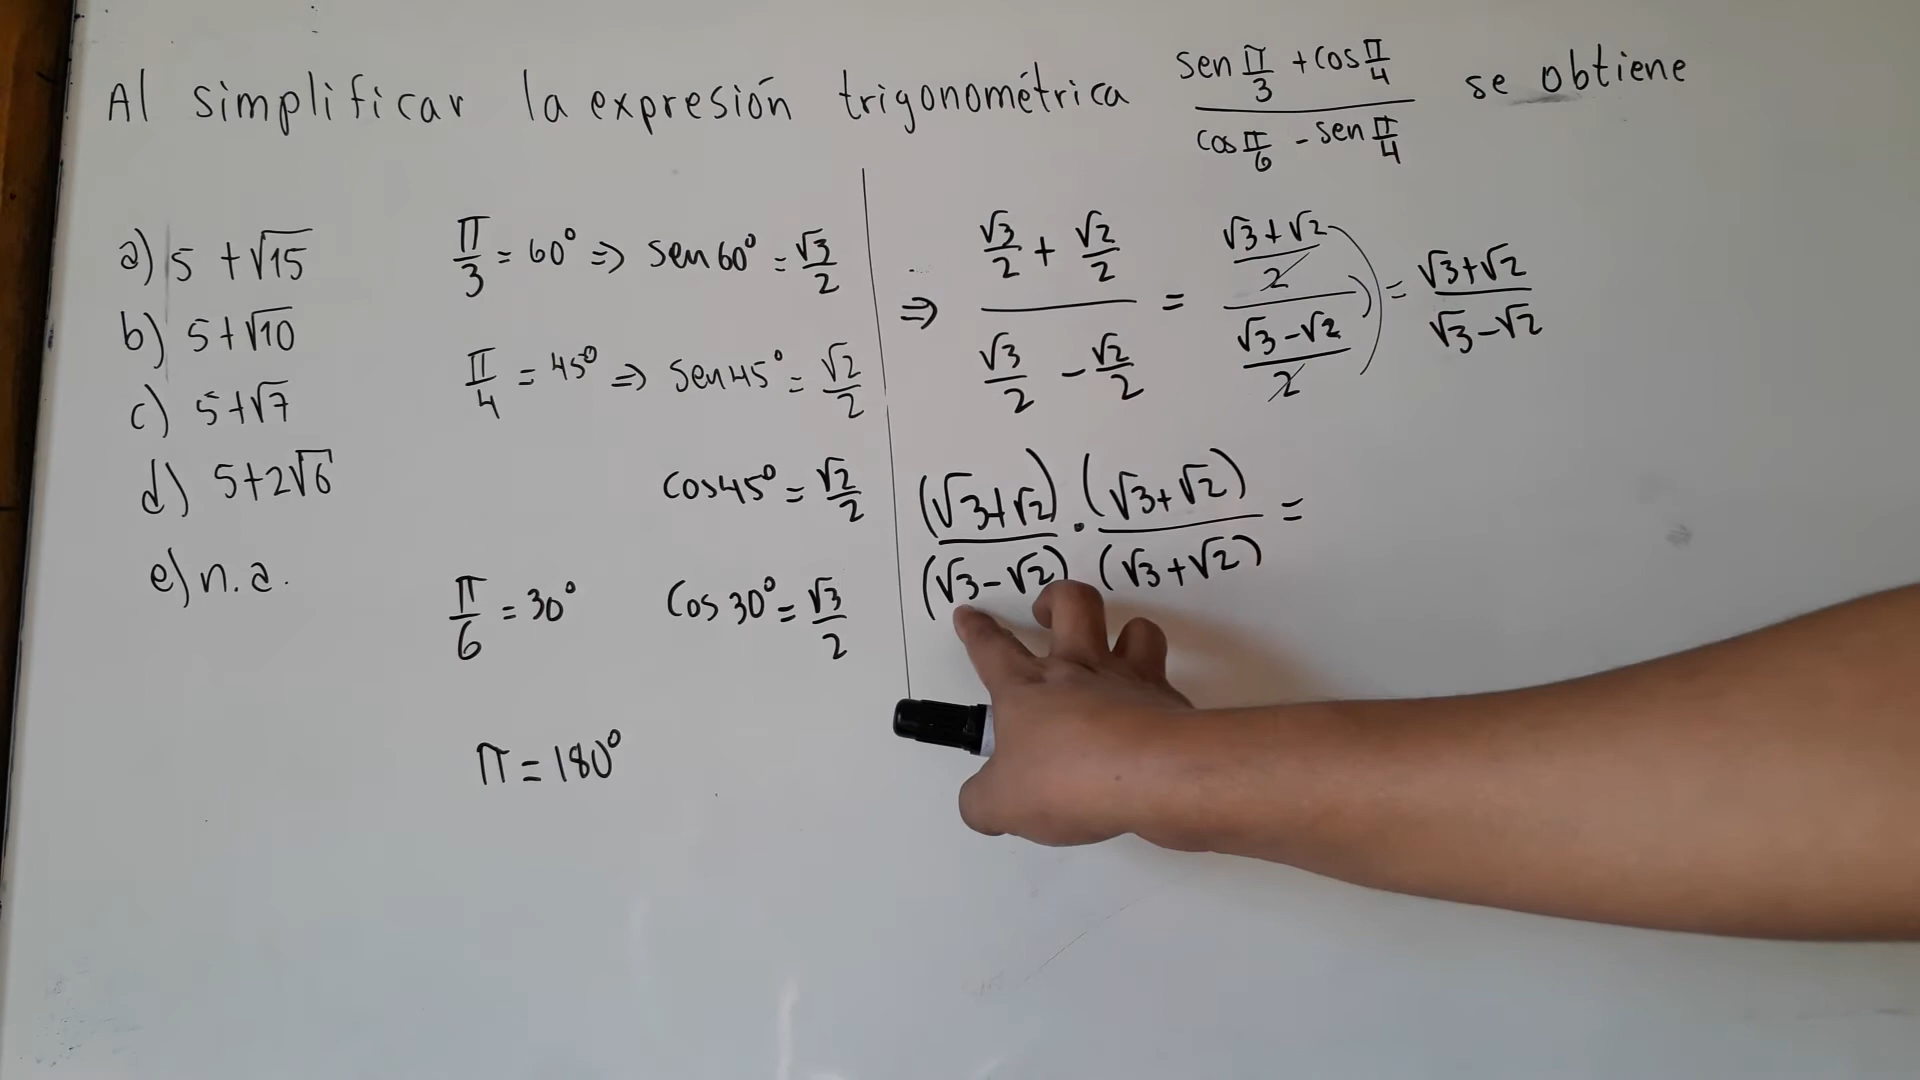 Al simplificar la expresión trigonométrica (sen π/3 + cos π/4)/(cos π/6 - sen π/4) se obtiene
a) 5 + √15
b) 5+√10
c) 5+√7
d) 5+2√6
e) n.a.
π/3 = 60° => sen 60° = √3/2
π/4 = 45° => sen 45° = √2/2
cos 45° = √2/2
π/6 = 30° cos 30° = √3/2
π = 180°
=> (√3/2 + √2/2)/(√3/2 - √2/2) = ((√3+√2)/2)/((√3-√2)/2) = (√3+√2)/(√3-√2)
(√3+√2)/(√3-√2) · (√3+√2)/(√3+√2) =